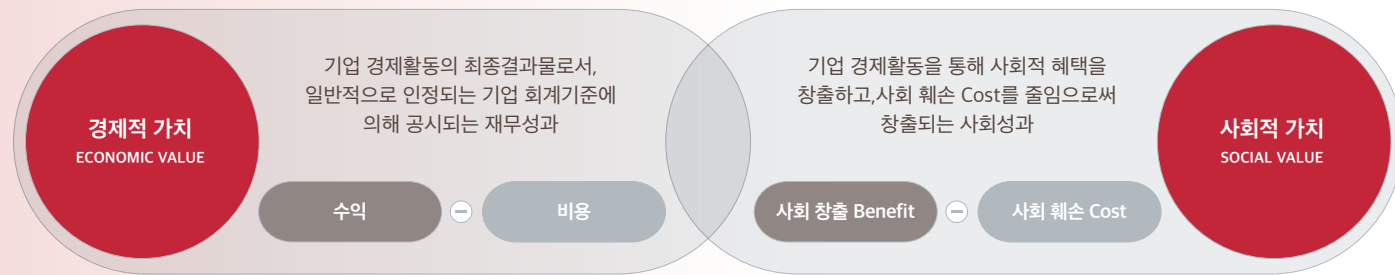 경제적 가치
ECONOMIC VALUE
기업 경제활동의 최종결과물로서,
일반적으로 인정되는 기업 회계기준에
의해 공시되는 재무성과
수익
−
비용
기업 경제활동을 통해 사회적 혜택을
창출하고,사회 훼손 Cost를 줄임으로써
창출되는 사회성과
사회 창출 Benefit
−
사회 훼손 Cost
사회적 가치
SOCIAL VALUE